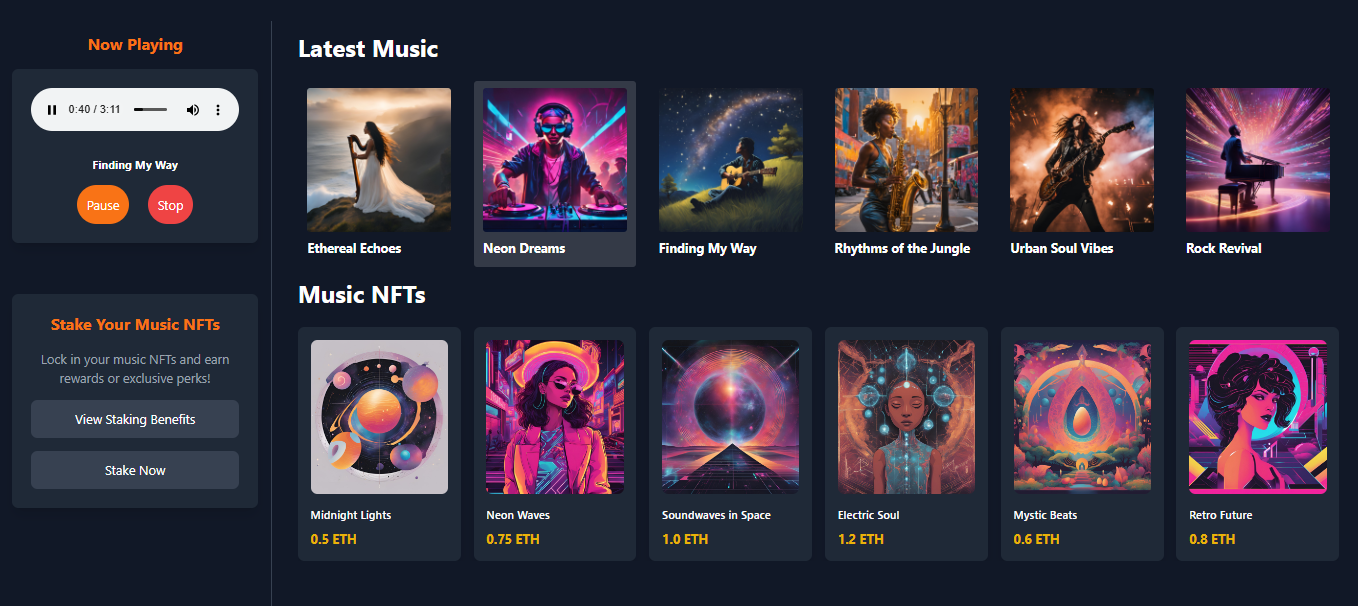 Now Playing
0:40 / 3:11
Finding My Way
Pause
Stop
Stake Your Music NFTs
Lock in your music NFTs and earn
rewards or exclusive perks!
View Staking Benefits
Stake Now
Latest Music
Ethereal Echoes
Neon Dreams
Finding My Way
Rhythms of the Jungle
Urban Soul Vibes
Rock Revival
Music NFTs
Midnight Lights
0.5 ETH
Neon Waves
0.75 ETH
Soundwaves in Space
1.0 ETH
Electric Soul
1.2 ETH
Mystic Beats
0.6 ETH
Retro Future
0.8 ETH